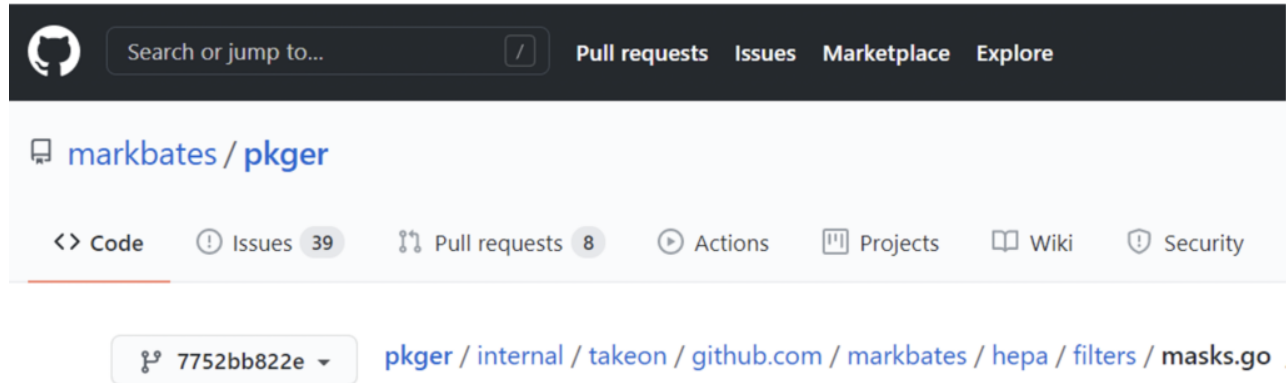 Search or jump to... / Pull requests Issues Marketplace Explore
markbates / pkger
<> Code Issues 39 Pull requests 8 Actions Projects Wiki Security
7752bb822e pkger / internal / takeon / github.com / markbates / hepa / filters / masks.go